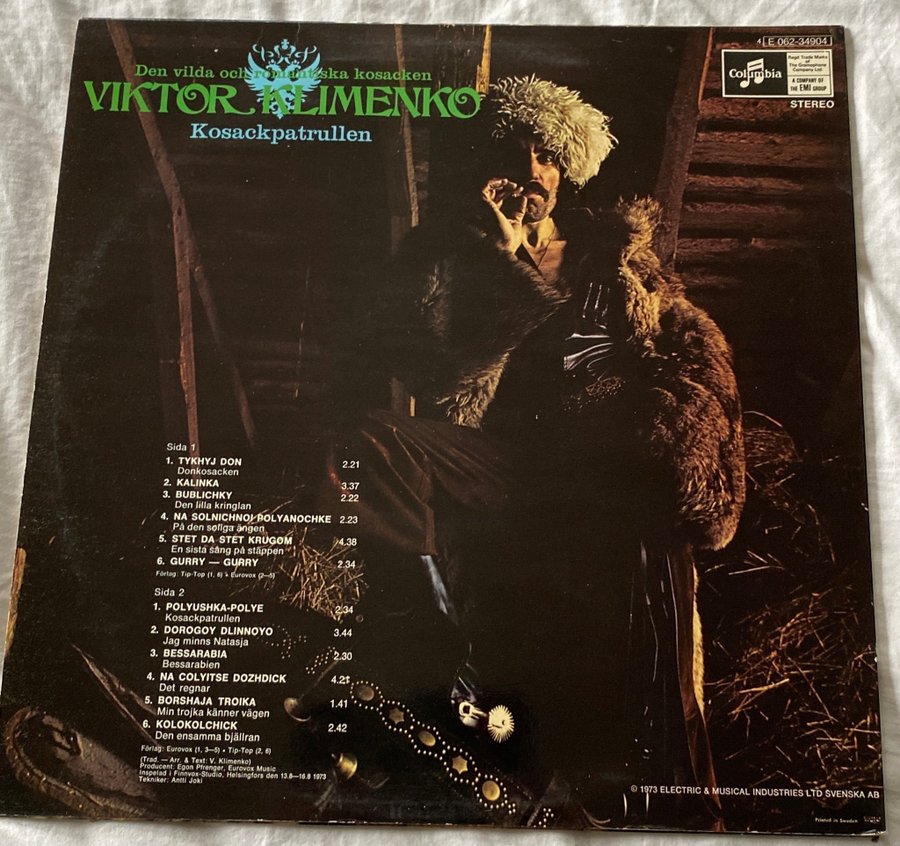 4 E 062-34904
Den vilda och romantiska kosacken
VIKTOR KLIMENKO
Kosackpatrullen
Columbia
Regd Trade Marks of
The Gramophone
Company Ltd.
A COMPANY OF
THE EMI GROUP
STEREO
Sida 1
1. TYKHYJ DON 2.21
Donkosacken
2. KALINKA 3.37
3. BUBLICHKY 2.22
Den lilla kringlan
4. NA SOLNICHNOI POLYANOCHKE 2.23
På den soliga ängen
5. STET DA STET KRUGOM 4.38
En sista sång på stäppen
6. GURRY — GURRY 2.34
Förlag: Tip-Top (1, 6) • Eurovox (2—5)
Sida 2
1. POLYUSHKA-POLYE 2.34
Kosackpatrullen
2. DOROGOY DLINNOYO 3.44
Jag minns Natasja
3. BESSARABIA 2.30
Bessarabien
4. NA COLYITSE DOZHDICK 4.21
Det regnar
5. BORSHAJA TROIKA 1.41
Min trojka känner vägen
6. KOLOKOLCHICK 2.42
Den ensamma bjällran
Förlag: Eurovox (1, 3—5) • Tip-Top (2, 6)
(Trad. — Arr. & Text: V. Klimenko)
Producent: Egon Pfrenger, Eurovox Music
Inspelad i Finnvox-Studio, Helsingfors den 13.8—16.8 1973
Tekniker: Antti Joki
© 1973 ELECTRIC & MUSICAL INDUSTRIES LTD SVENSKA AB
Printed in Sweden